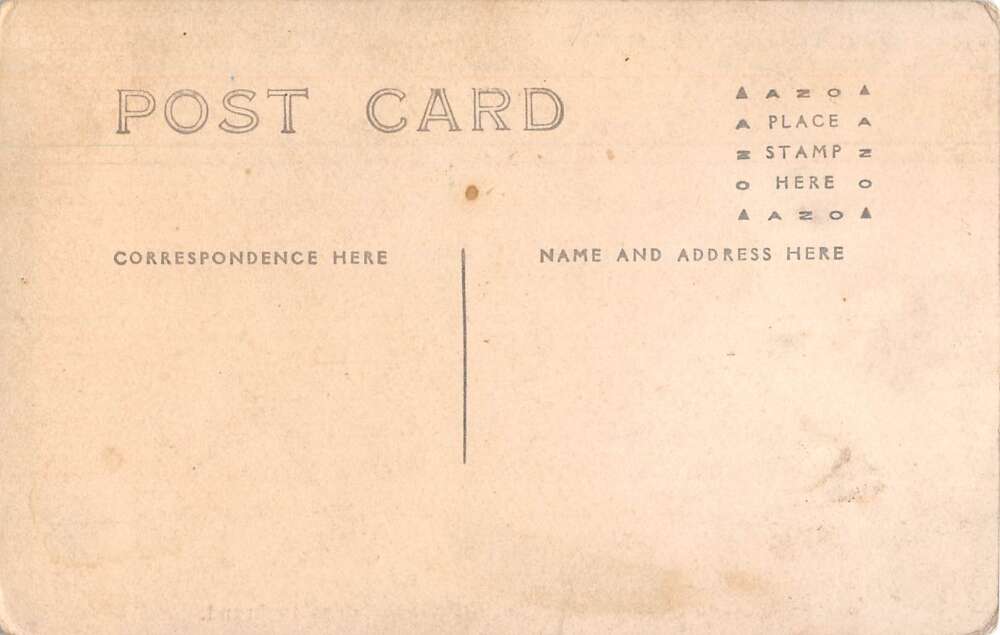 POST CARD
▲ AZO ▲
A PLACE A
Z STAMP Z
O HERE O
▲ AZO ▲
CORRESPONDENCE HERE
NAME AND ADDRESS HERE